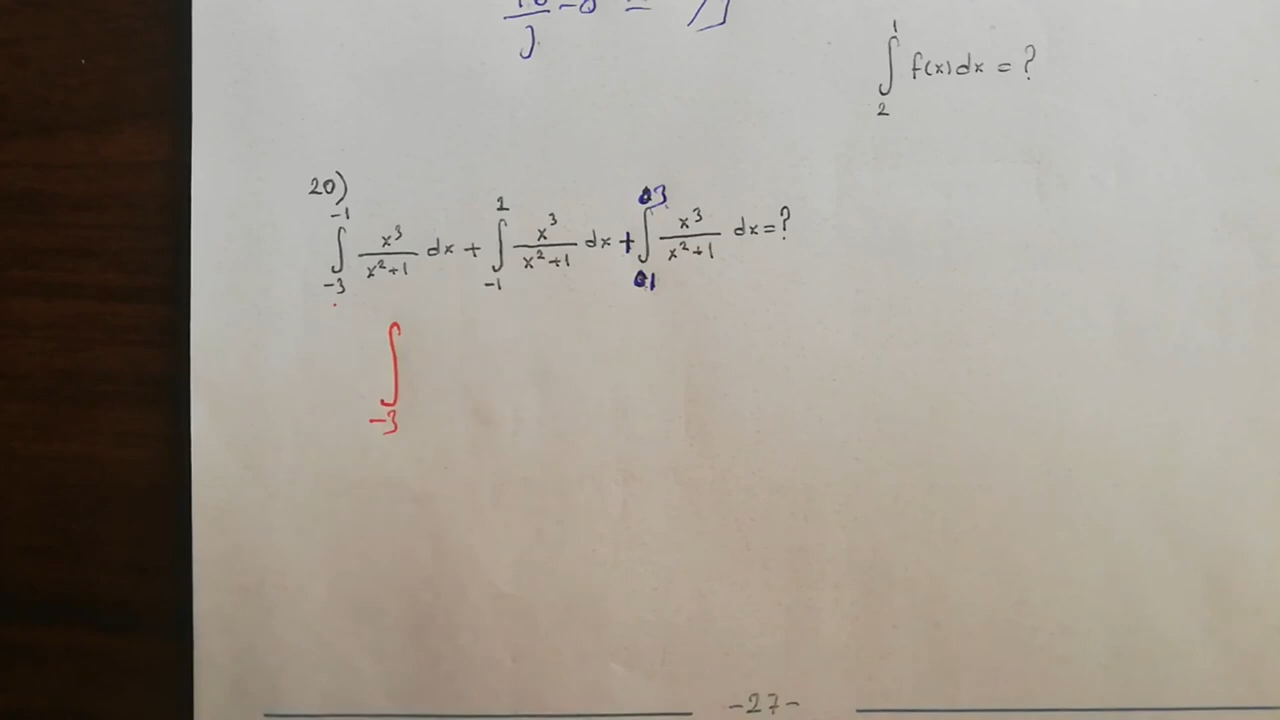 ∫₂¹ f(x)dx = ?
20)
∫₋₃⁻¹ x³/(x²+1) dx + ∫₋₁¹ x³/(x²+1) dx + ∫₁³ x³/(x²+1) dx = ?
∫₋₃
-27-